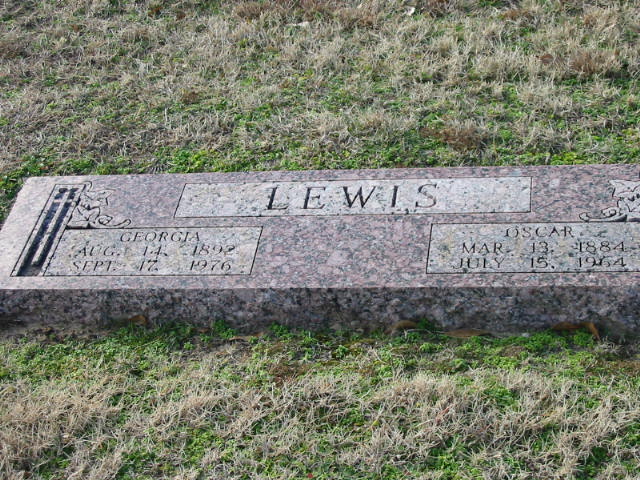 LEWIS
GEORGIA
AUG. 14, 1892
SEPT. 17, 1976
OSCAR
MAR. 13, 1884
JULY 15, 1964